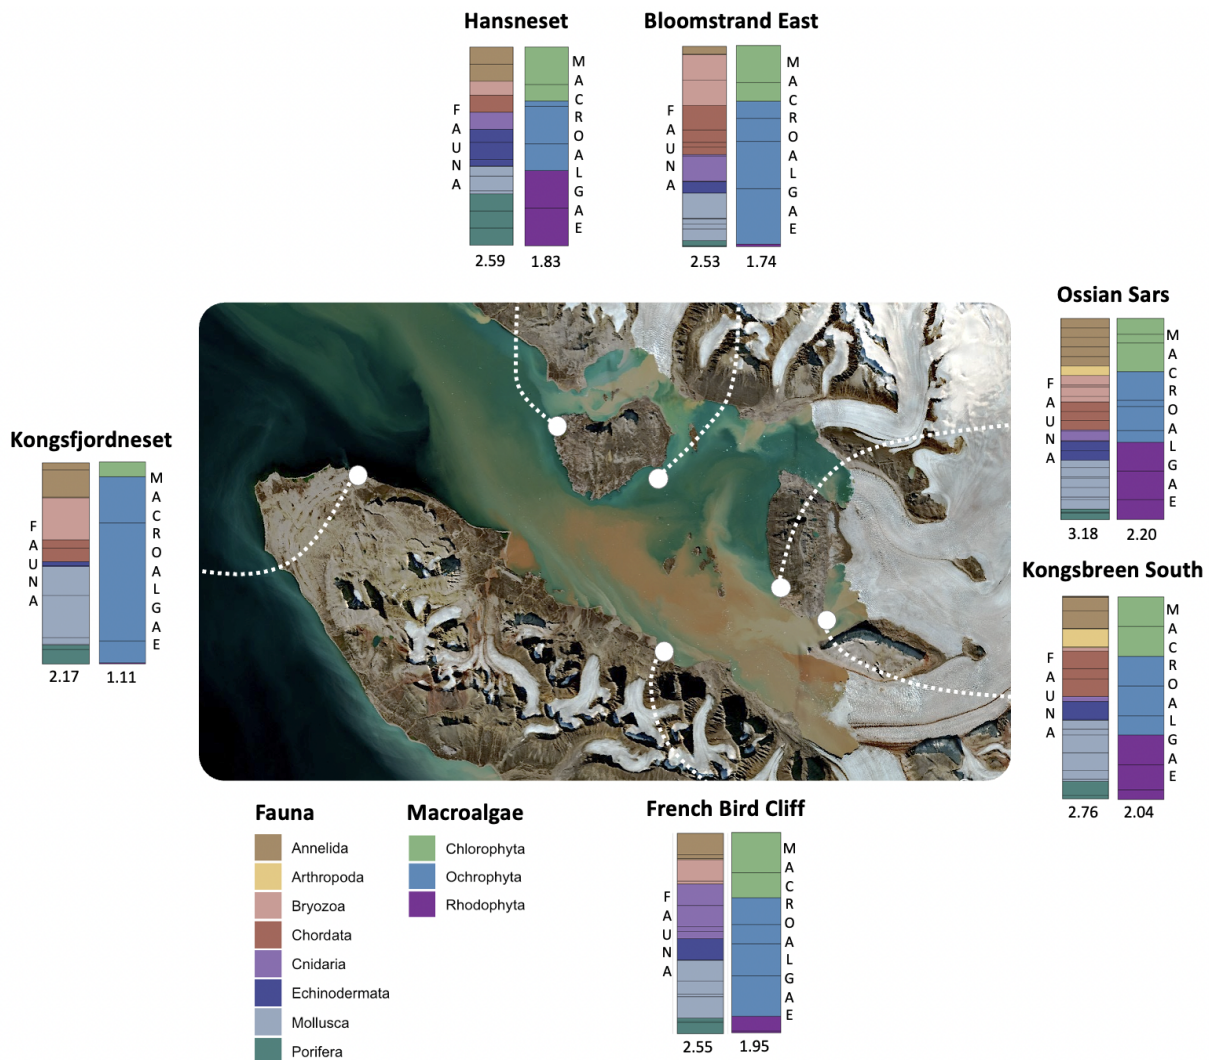 Hansneset
Bloomstrand East
FAUNA
MACROALGAE
2.59
1.83
FAUNA
MACROALGAE
2.53
1.74
Ossian Sars
FAUNA
MACROALGAE
3.18
2.20
Kongsfjordneset
FAUNA
MACROALGAE
2.17
1.11
Kongsbreen South
FAUNA
MACROALGAE
2.76
2.04
French Bird Cliff
FAUNA
MACROALGAE
2.55
1.95
Fauna
Annelida
Arthropoda
Bryozoa
Chordata
Cnidaria
Echinodermata
Mollusca
Porifera
Macroalgae
Chlorophyta
Ochrophyta
Rhodophyta